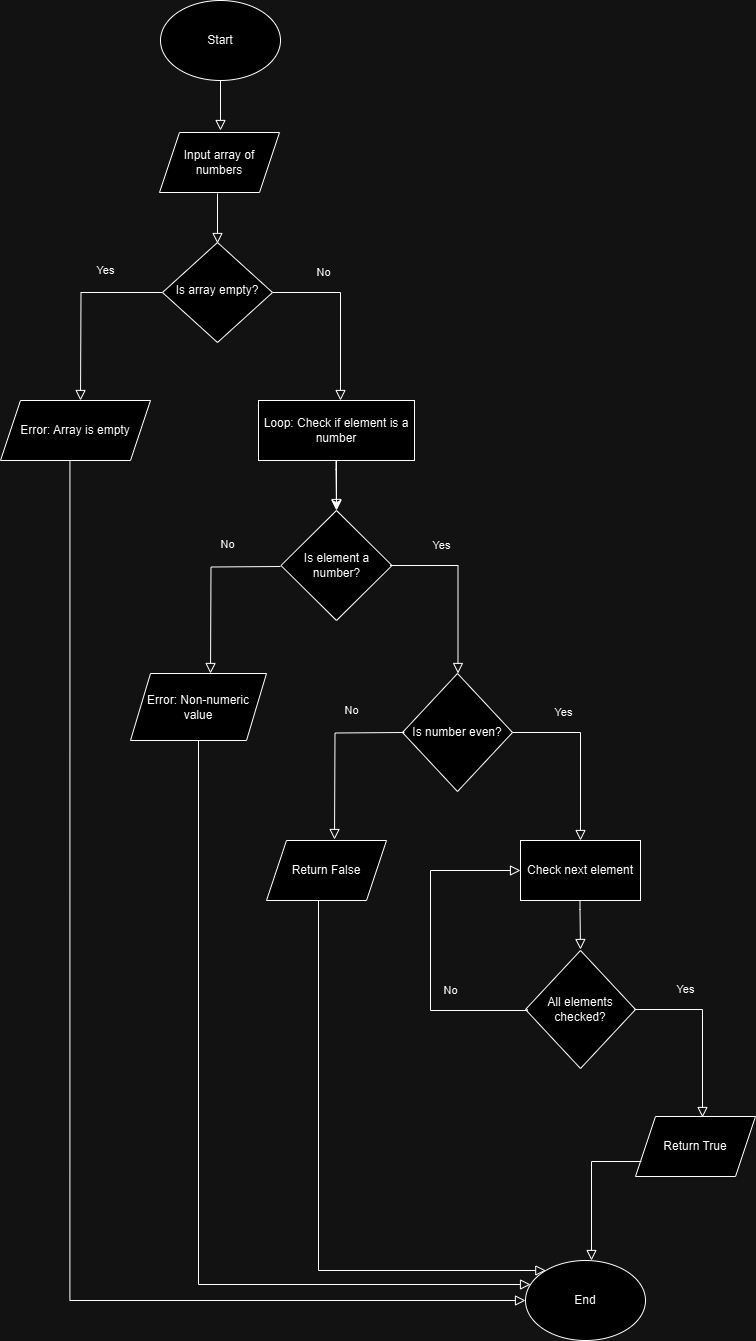 Start
Input array of
numbers
Yes
No
Is array empty?
Error: Array is empty
Loop: Check if element is a
number
No
Yes
Is element a
number?
Error: Non-numeric
value
No
Yes
Is number even?
Return False
Check next element
No
Yes
All elements
checked?
Return True
End